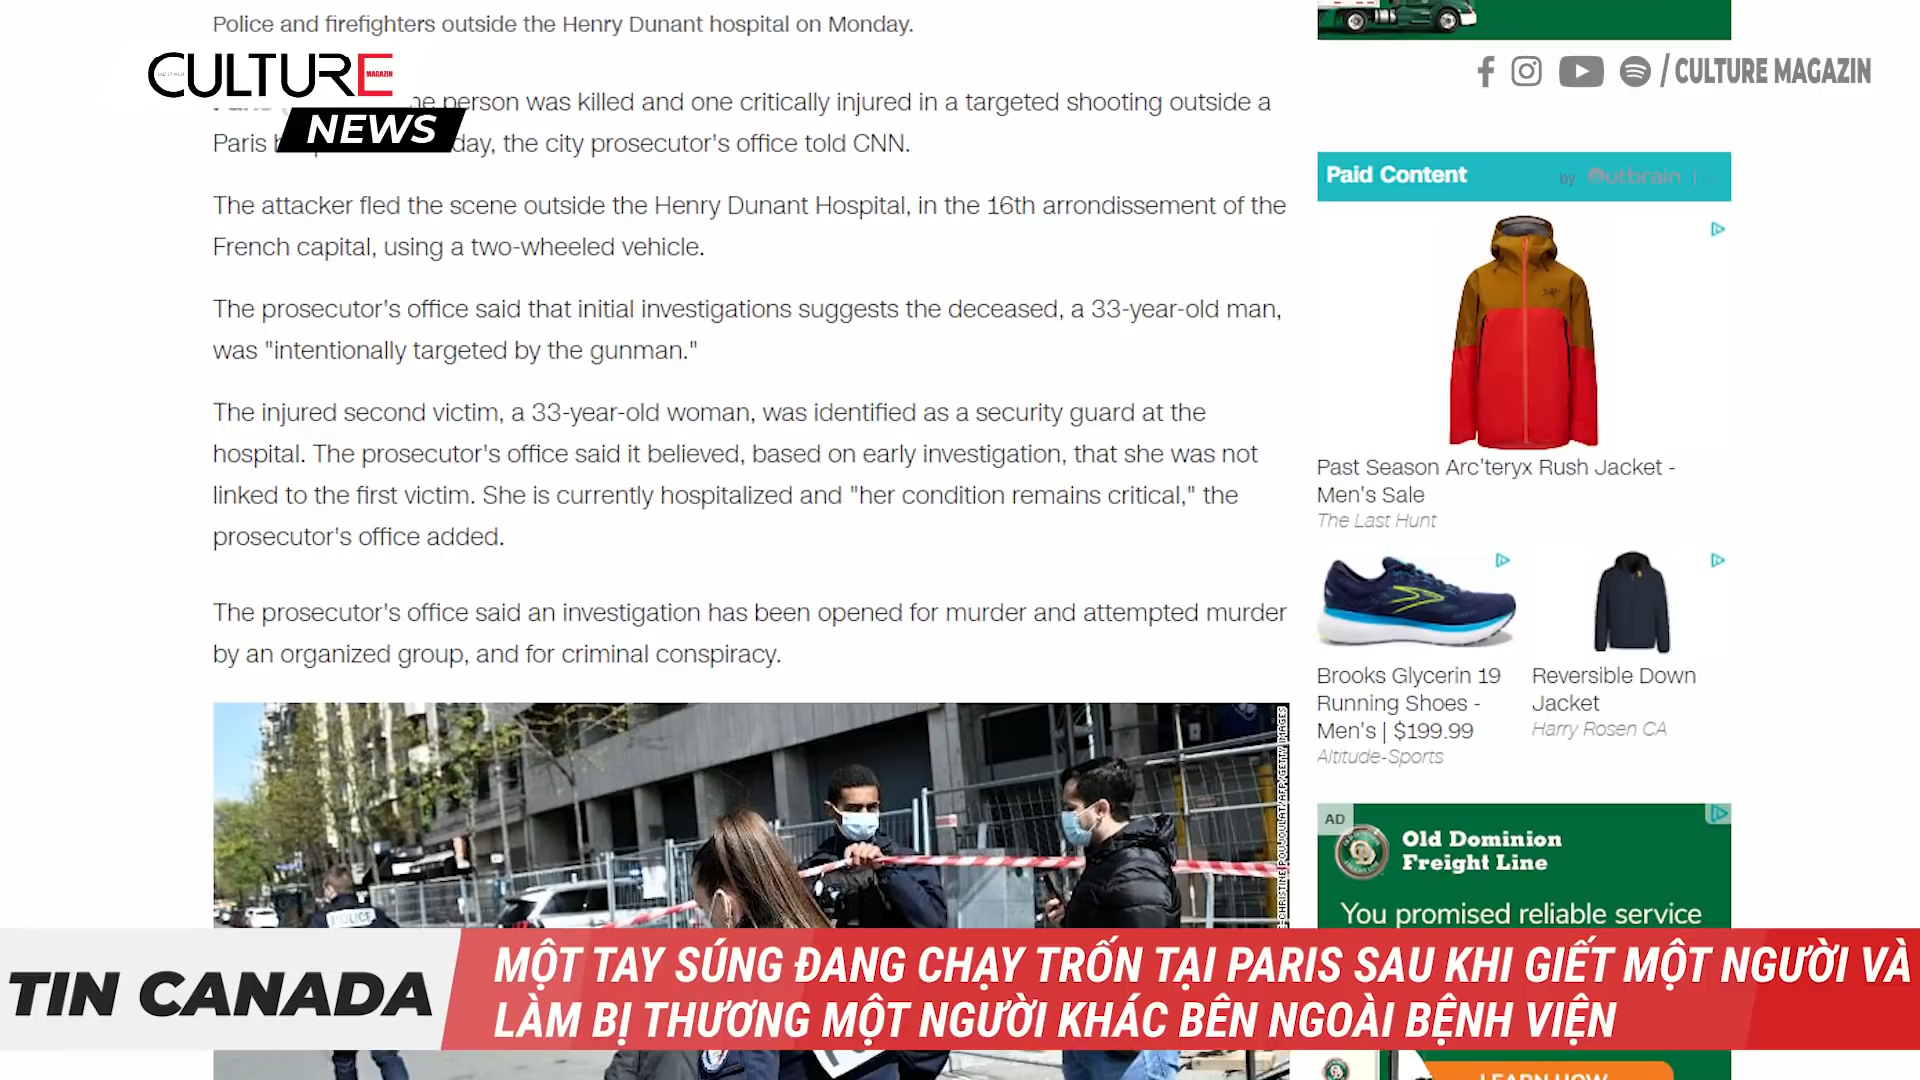 Police and firefighters outside the Henry Dunant hospital on Monday.
CULTURE
MAGAZIN
NEWS
/ CULTURE MAGAZIN
person was killed and one critically injured in a targeted shooting outside a
Paris day, the city prosecutor's office told CNN.
The attacker fled the scene outside the Henry Dunant Hospital, in the 16th arrondissement of the
French capital, using a two-wheeled vehicle.
The prosecutor's office said that initial investigations suggests the deceased, a 33-year-old man,
was "intentionally targeted by the gunman."
The injured second victim, a 33-year-old woman, was identified as a security guard at the
hospital. The prosecutor's office said it believed, based on early investigation, that she was not
linked to the first victim. She is currently hospitalized and "her condition remains critical," the
prosecutor's office added.
The prosecutor's office said an investigation has been opened for murder and attempted murder
by an organized group, and for criminal conspiracy.
CHRISTINE POUJOULAT/AFP/GETTY IMAGES
POLICE
Paid Content
by Outbrain |
Past Season Arc'teryx Rush Jacket -
Men's Sale
The Last Hunt
Brooks Glycerin 19
Running Shoes -
Men's | $199.99
Altitude-Sports
Reversible Down
Jacket
Harry Rosen CA
AD
Old Dominion
Freight Line
You promised reliable service
LEARN HOW
TIN CANADA
MỘT TAY SÚNG ĐANG CHẠY TRỐN TẠI PARIS SAU KHI GIẾT MỘT NGƯỜI VÀ
LÀM BỊ THƯƠNG MỘT NGƯỜI KHÁC BÊN NGOÀI BỆNH VIỆN